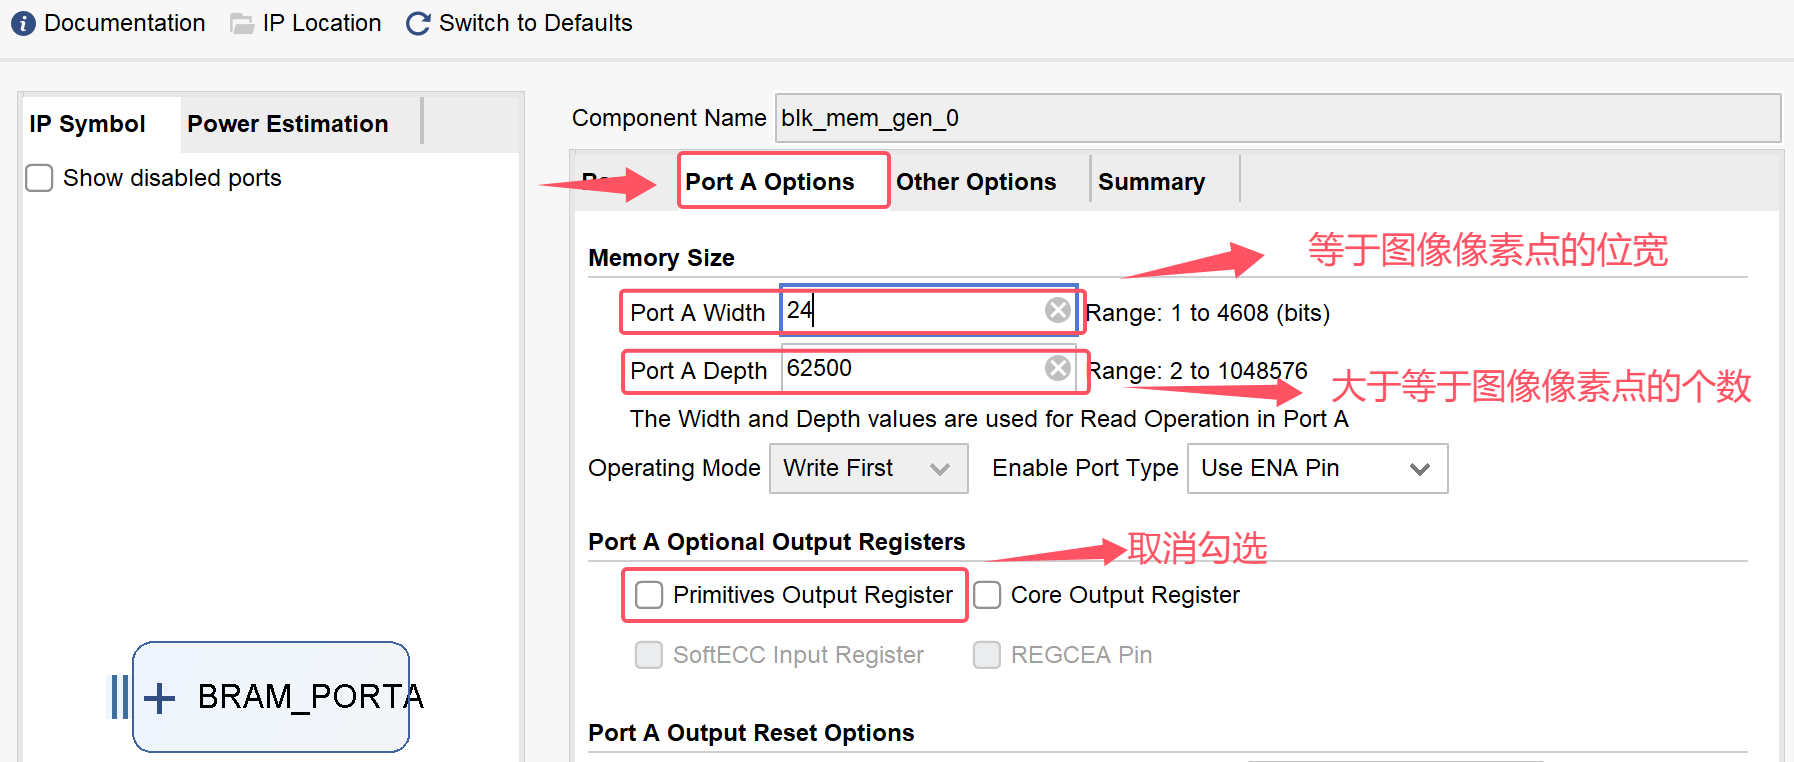 Documentation IP Location Switch to Defaults
IP Symbol Power Estimation
Show disabled ports
BRAM_PORTA
Component Name blk_mem_gen_0
Port A Options Other Options Summary
Memory Size
等于图像像素点的位宽
Port A Width 24 Range: 1 to 4608 (bits)
Port A Depth 62500 Range: 2 to 1048576
大于等于图像像素点的个数
The Width and Depth values are used for Read Operation in Port A
Operating Mode Write First Enable Port Type Use ENA Pin
Port A Optional Output Registers
取消勾选
Primitives Output Register Core Output Register
SoftECC Input Register REGCEA Pin
Port A Output Reset Options